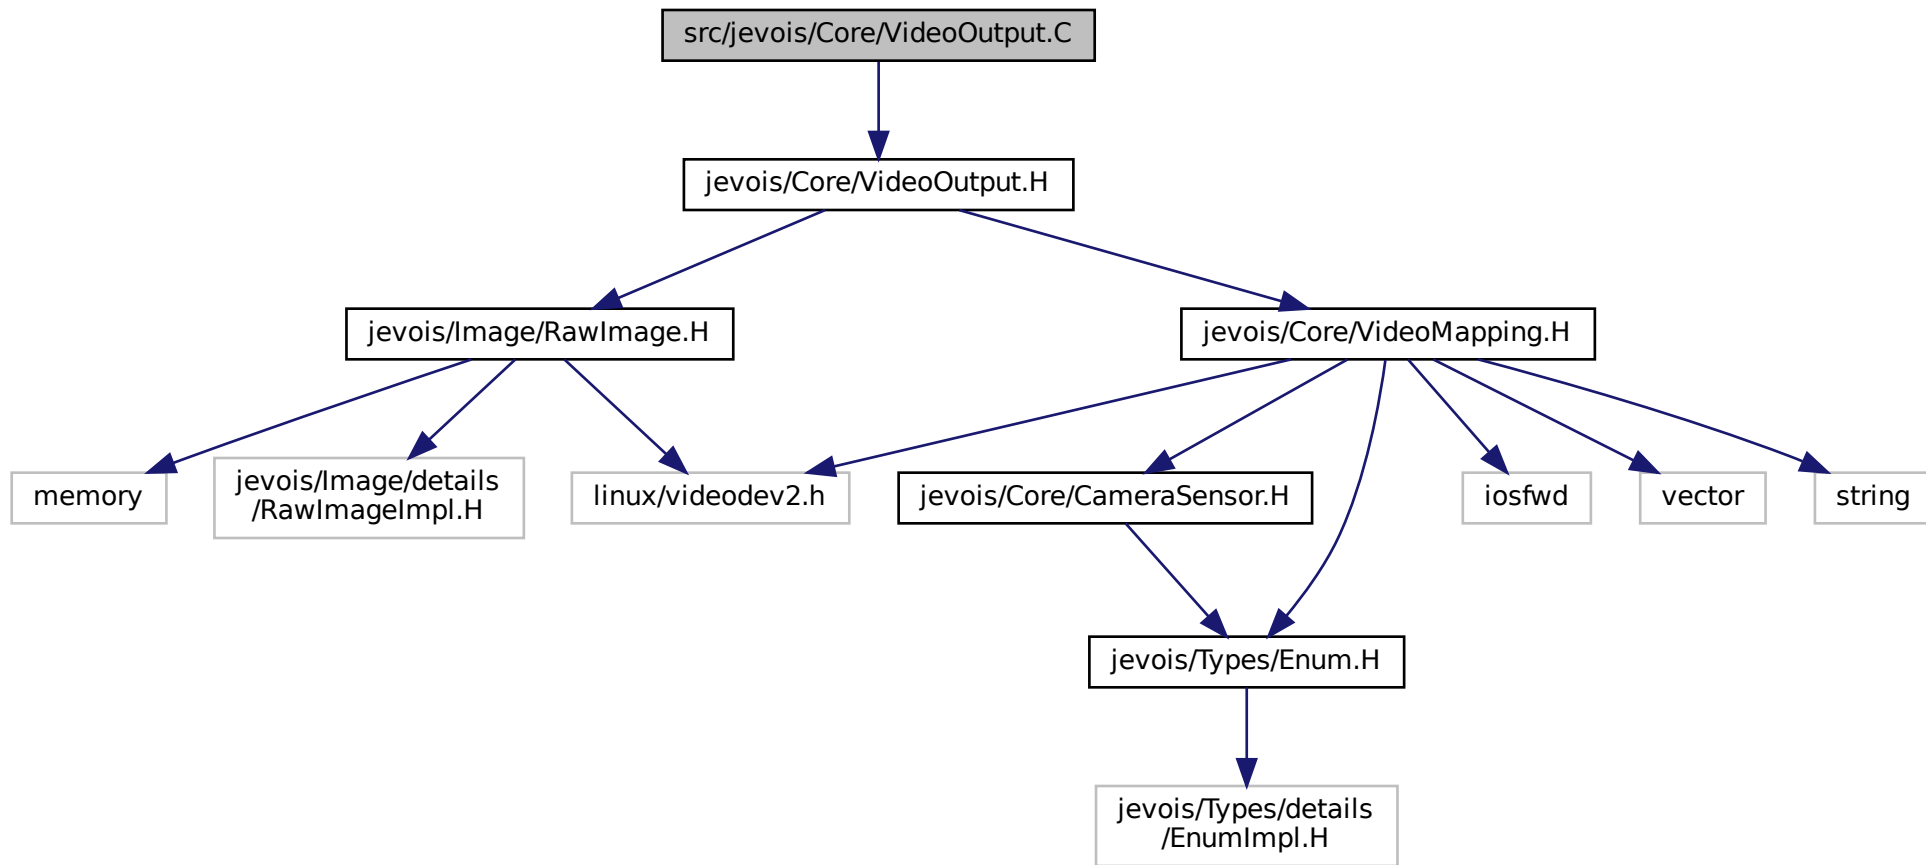 src/jevois/Core/VideoOutput.C
jevois/Core/VideoOutput.H
jevois/Image/RawImage.H
jevois/Core/VideoMapping.H
memory
jevois/Image/details
/RawImageImpl.H
linux/videodev2.h
jevois/Core/CameraSensor.H
iosfwd
vector
string
jevois/Types/Enum.H
jevois/Types/details
/EnumImpl.H